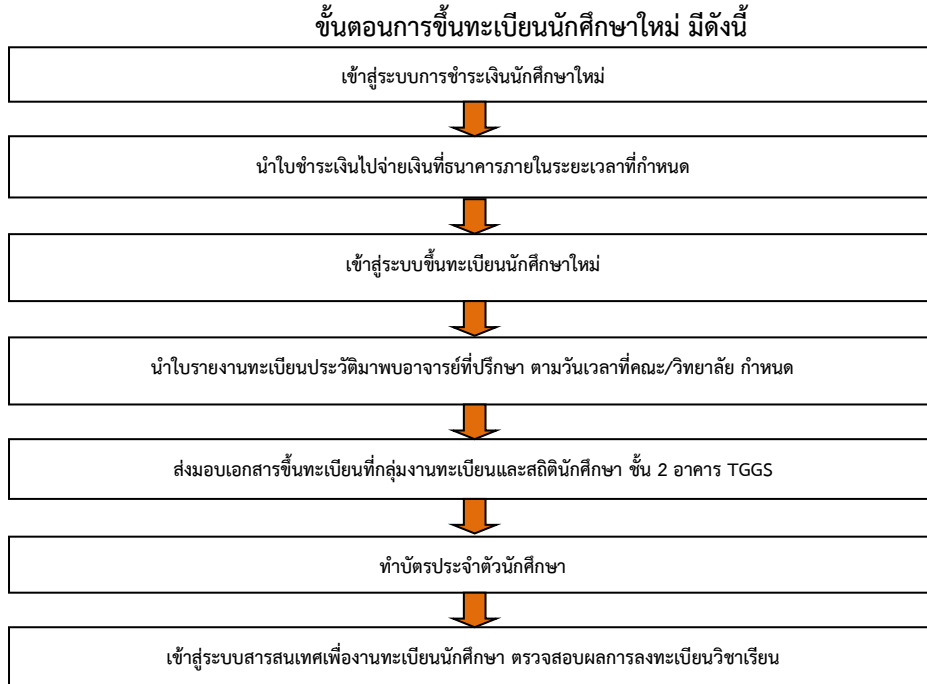 ขั้นตอนการขึ้นทะเบียนนักศึกษาใหม่ มีดังนี้
เข้าสู่ระบบการชำระเงินนักศึกษาใหม่
นำใบชำระเงินไปจ่ายเงินที่ธนาคารภายในระยะเวลาที่กำหนด
เข้าสู่ระบบขึ้นทะเบียนนักศึกษาใหม่
นำใบรายงานทะเบียนประวัติมาพบอาจารย์ที่ปรึกษา ตามวันเวลาที่คณะ/วิทยาลัย กำหนด
ส่งมอบเอกสารขึ้นทะเบียนที่กลุ่มงานทะเบียนและสถิตินักศึกษา ชั้น 2 อาคาร TGGS
ทำบัตรประจำตัวนักศึกษา
เข้าสู่ระบบสารสนเทศเพื่องานทะเบียนนักศึกษา ตรวจสอบผลการลงทะเบียนวิชาเรียน